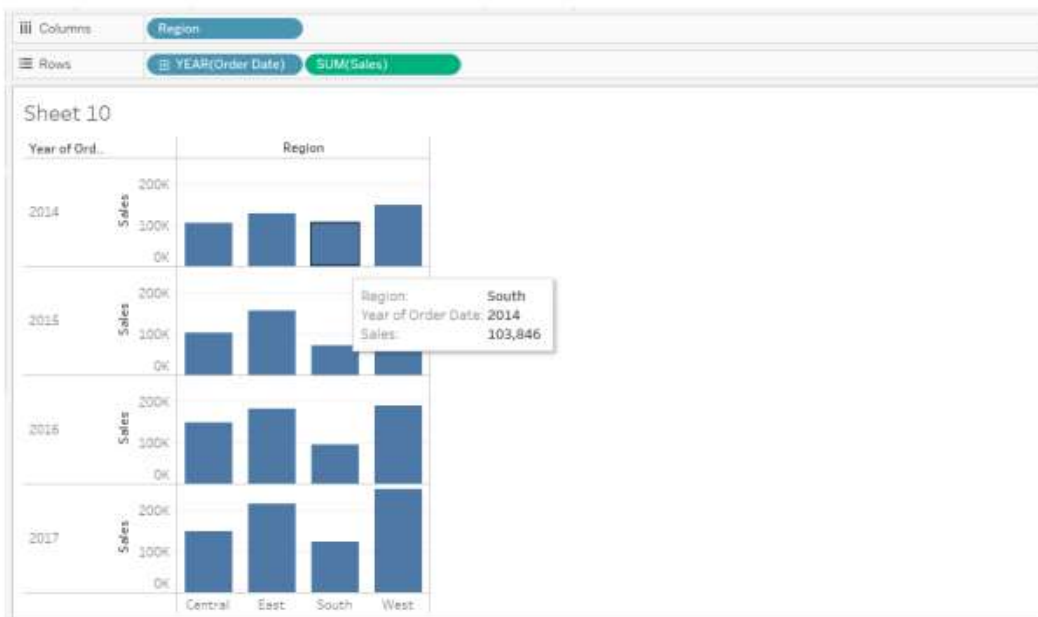 Columns
Region
Rows
YEAR(Order Date)
SUM(Sales)
Sheet 10
Year of Ord..
Region
2014
Sales
200K
100K
0K
2015
Sales
200K
100K
0K
Region: South
Year of Order Date: 2014
Sales: 103,846
2016
Sales
200K
100K
0K
2017
Sales
200K
100K
0K
Central East South West